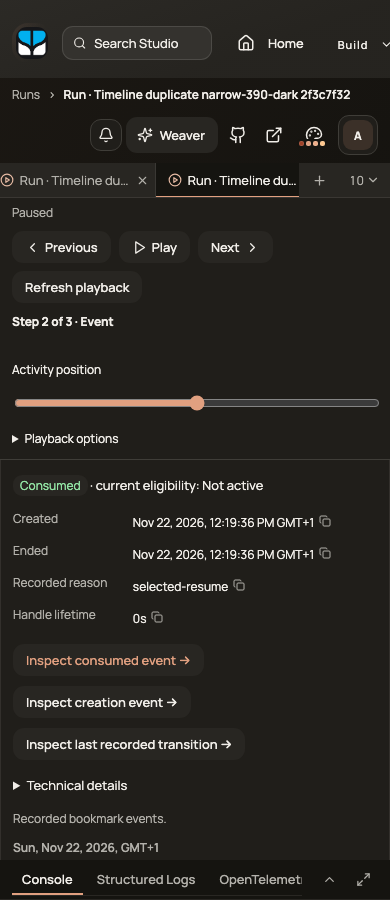 Search Studio
Home
Build
Runs › Run · Timeline duplicate narrow-390-dark 2f3c7f32
Weaver
A
Run · Timeline du...
Run · Timeline du...
10
Paused
Previous
Play
Next
Refresh playback
Step 2 of 3 · Event
Activity position
Playback options
Consumed · current eligibility: Not active
Created Nov 22, 2026, 12:19:36 PM GMT+1
Ended Nov 22, 2026, 12:19:36 PM GMT+1
Recorded reason selected-resume
Handle lifetime 0s
Inspect consumed event →
Inspect creation event →
Inspect last recorded transition →
Technical details
Recorded bookmark events.
Sun, Nov 22, 2026, GMT+1
Console Structured Logs OpenTelemet